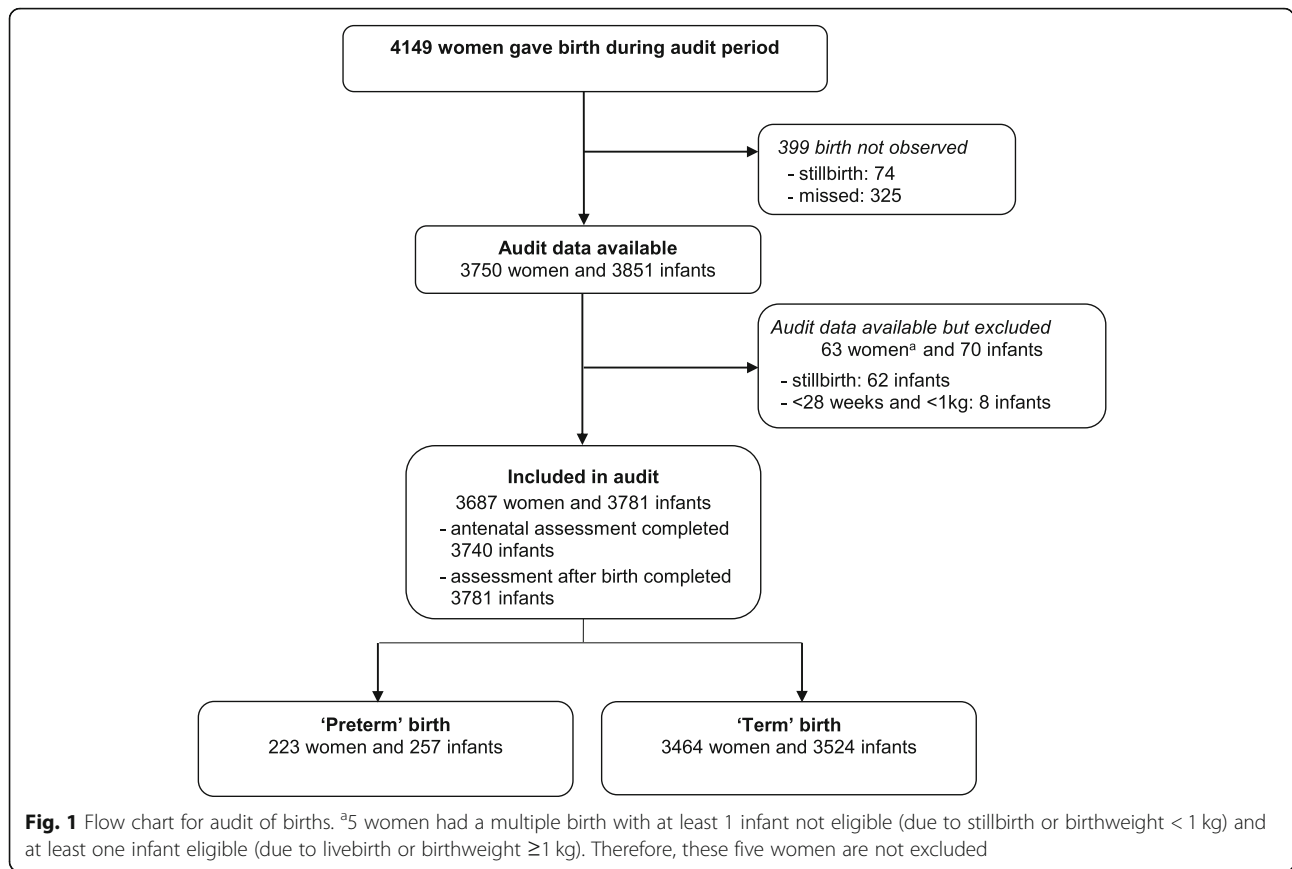 4149 women gave birth during audit period
399 birth not observed
- stillbirth: 74
- missed: 325
Audit data available
3750 women and 3851 infants
Audit data available but excluded
63 womenᵃ and 70 infants
- stillbirth: 62 infants
- <28 weeks and <1kg: 8 infants
Included in audit
3687 women and 3781 infants
- antenatal assessment completed
3740 infants
- assessment after birth completed
3781 infants
'Preterm' birth
223 women and 257 infants
'Term' birth
3464 women and 3524 infants
Fig. 1 Flow chart for audit of births. ᵃ5 women had a multiple birth with at least 1 infant not eligible (due to stillbirth or birthweight < 1 kg) and
at least one infant eligible (due to livebirth or birthweight ≥1 kg). Therefore, these five women are not excluded